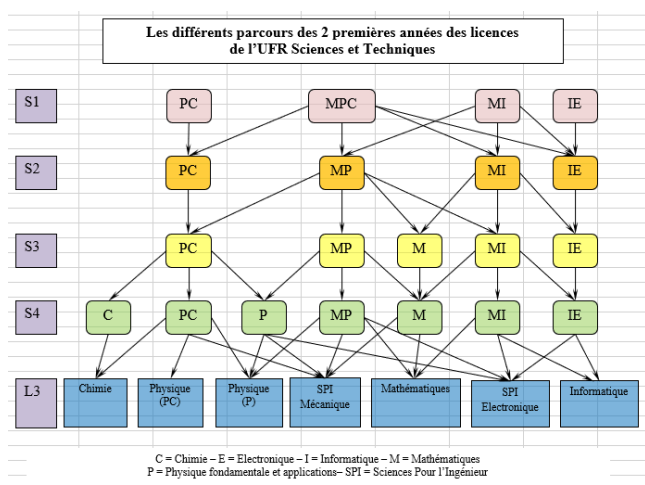 Les différents parcours des 2 premières années des licences
de l'UFR Sciences et Techniques
S1 PC MPC MI IE
S2 PC MP MI IE
S3 PC MP M MI IE
S4 C PC P MP M MI IE
L3 Chimie Physique (PC) Physique (P) SPI Mécanique Mathématiques SPI Electronique Informatique
C = Chimie – E = Electronique – I = Informatique – M = Mathématiques
P = Physique fondamentale et applications– SPI = Sciences Pour l'Ingénieur